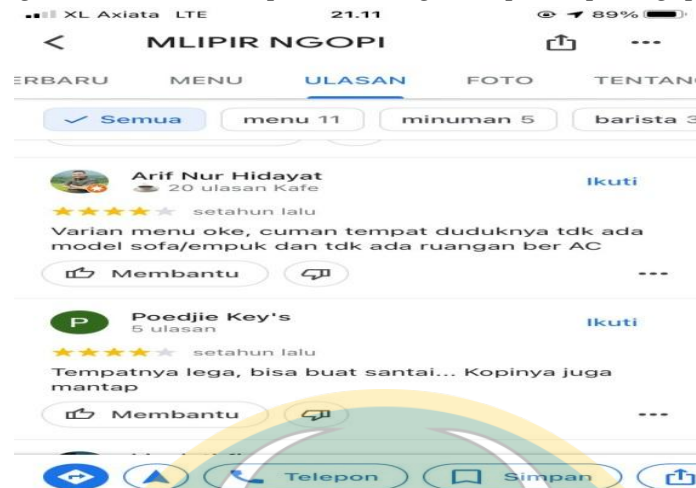 XL Axiata LTE 21.11 89%
MLIPIR NGOPI
ERBARU MENU ULASAN FOTO TENTAN
Semua menu 11 minuman 5 barista 3
Arif Nur Hidayat
20 ulasan Kafe
Ikuti
setahun lalu
Varian menu oke, cuman tempat duduknya tdk ada
model sofa/empuk dan tdk ada ruangan ber AC
Membantu
P
Poedjie Key's
5 ulasan
Ikuti
setahun lalu
Tempatnya lega, bisa buat santai... Kopinya juga
mantap
Membantu
Telepon Simpan